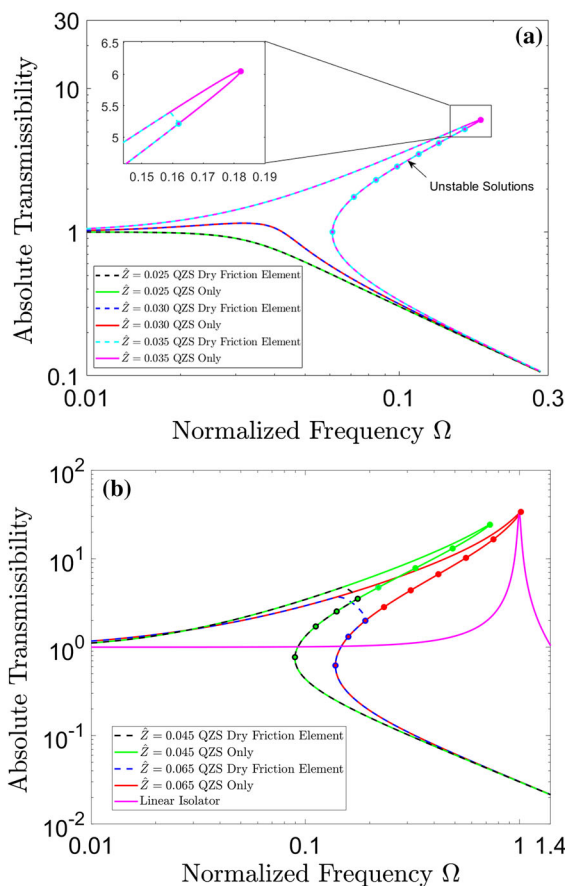 30
(a)
6.5
6
5.5
5
0.15 0.16 0.17 0.18 0.19
10
Unstable Solutions
1
Absolute Transmissibility
Ẑ = 0.025 QZS Dry Friction Element
Ẑ = 0.025 QZS Only
Ẑ = 0.030 QZS Dry Friction Element
Ẑ = 0.030 QZS Only
Ẑ = 0.035 QZS Dry Friction Element
Ẑ = 0.035 QZS Only
0.1
0.01 0.1 0.3
Normalized Frequency Ω
10²
(b)
10¹
10⁰
Absolute Transmissibility
10⁻¹
Ẑ = 0.045 QZS Dry Friction Element
Ẑ = 0.045 QZS Only
Ẑ = 0.065 QZS Dry Friction Element
Ẑ = 0.065 QZS Only
Linear Isolator
10⁻²
0.01 0.1 1 1.4
Normalized Frequency Ω